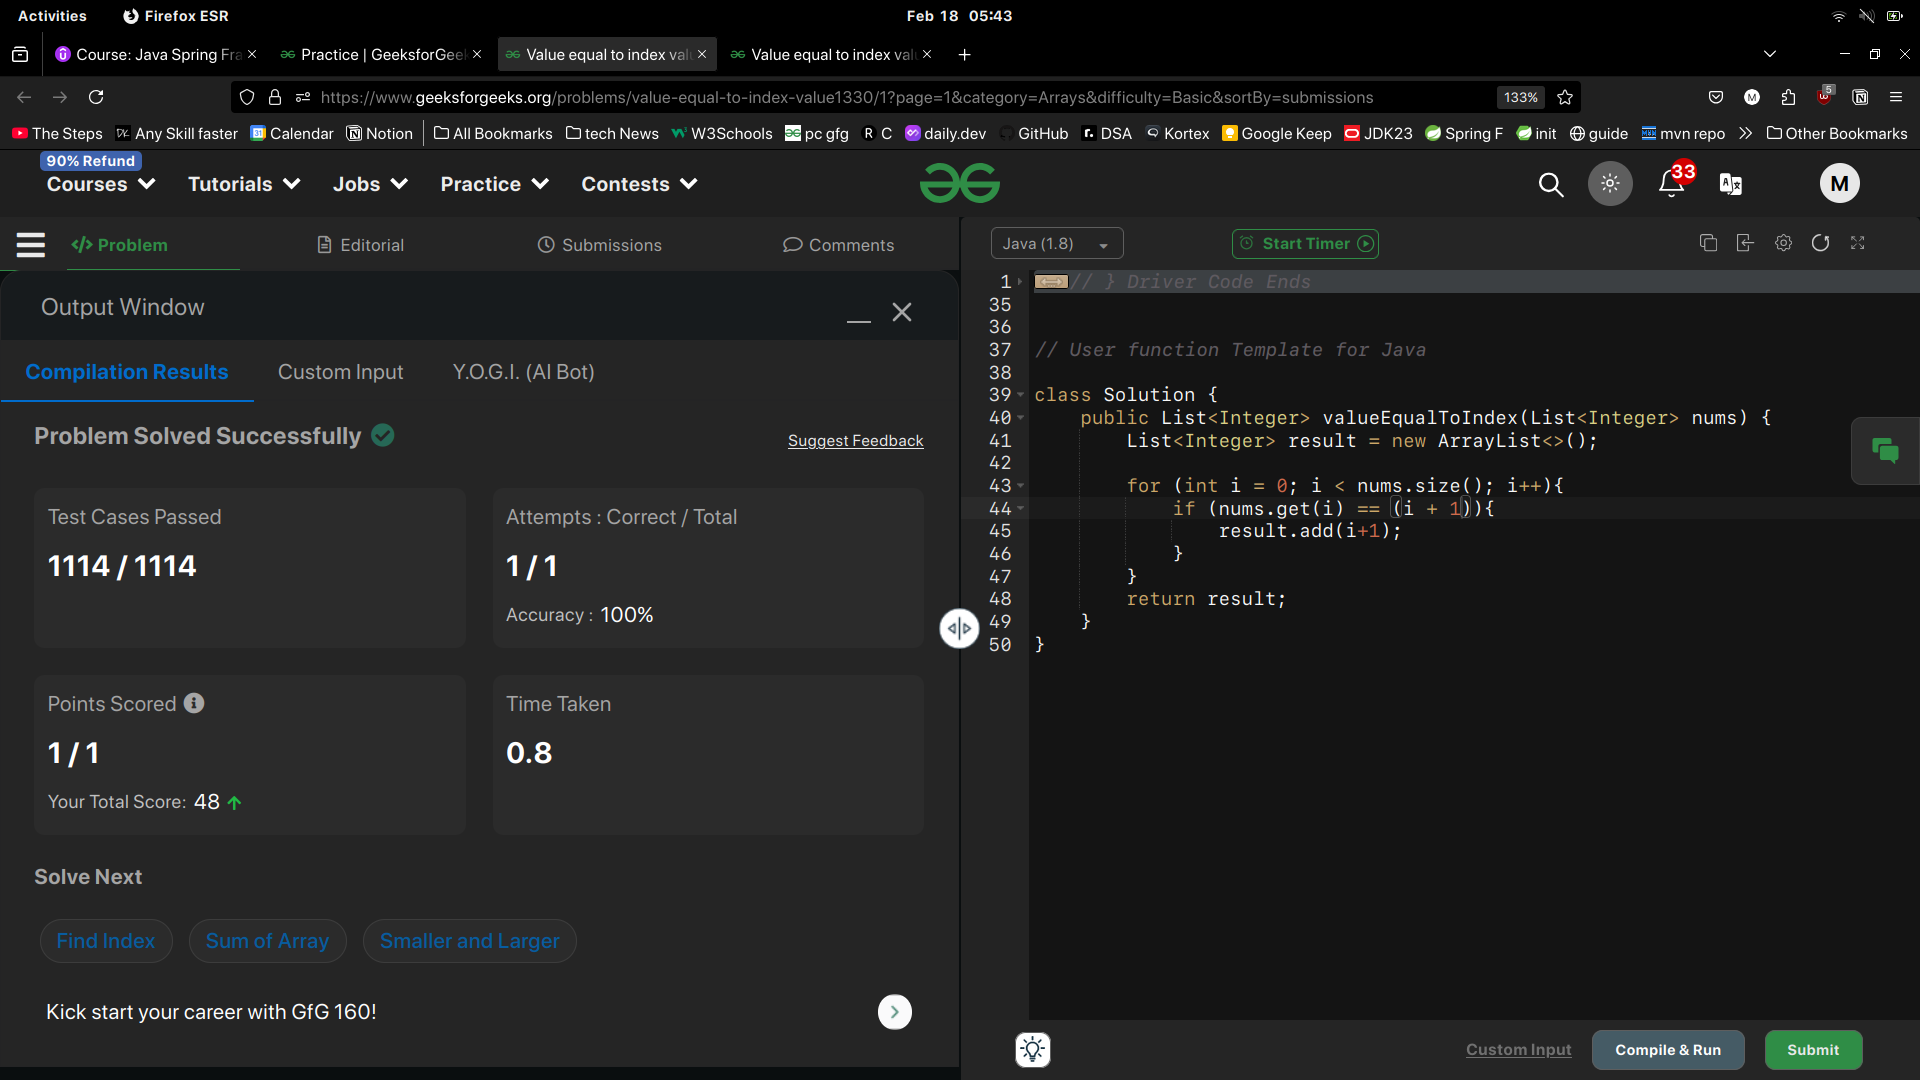 Activities Firefox ESR Feb 18 05:43
Course: Java Spring Fra Practice | GeeksforGeek Value equal to index val Value equal to index val
https://www.geeksforgeeks.org/problems/value-equal-to-index-value1330/1?page=1&category=Arrays&difficulty=Basic&sortBy=submissions 133% M 5
The Steps Any Skill faster Calendar Notion All Bookmarks tech News W3Schools pc gfg C daily.dev GitHub DSA Kortex Google Keep JDK23 Spring F init guide mvn repo Other Bookmarks
90% Refund
Courses Tutorials Jobs Practice Contests 33 M
Problem Editorial Submissions Comments
Output Window
Compilation Results Custom Input Y.O.G.I. (AI Bot)
Problem Solved Successfully
Suggest Feedback
Test Cases Passed
1114 / 1114
Attempts : Correct / Total
1 / 1
Accuracy : 100%
Points Scored
1 / 1
Your Total Score: 48
Time Taken
0.8
Solve Next
Find Index Sum of Array Smaller and Larger
Kick start your career with GfG 160!
Java (1.8) Start Timer
1 // } Driver Code Ends
35
36
37 // User function Template for Java
38
39 class Solution {
40 public List<Integer> valueEqualToIndex(List<Integer> nums) {
41 List<Integer> result = new ArrayList<>();
42
43 for (int i = 0; i < nums.size(); i++){
44 if (nums.get(i) == (i + 1)){
45 result.add(i+1);
46 }
47 }
48 return result;
49 }
50 }
Custom Input Compile & Run Submit